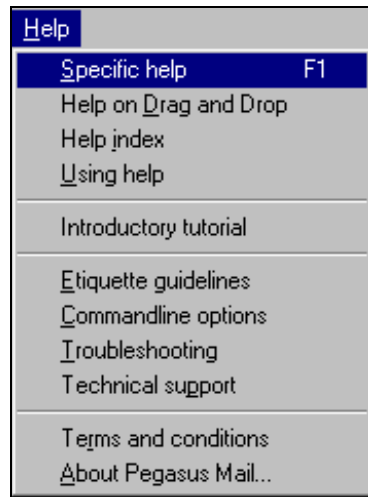 Help
Specific help F1
Help on Drag and Drop
Help index
Using help
Introductory tutorial
Etiquette guidelines
Commandline options
Troubleshooting
Technical support
Terms and conditions
About Pegasus Mail...